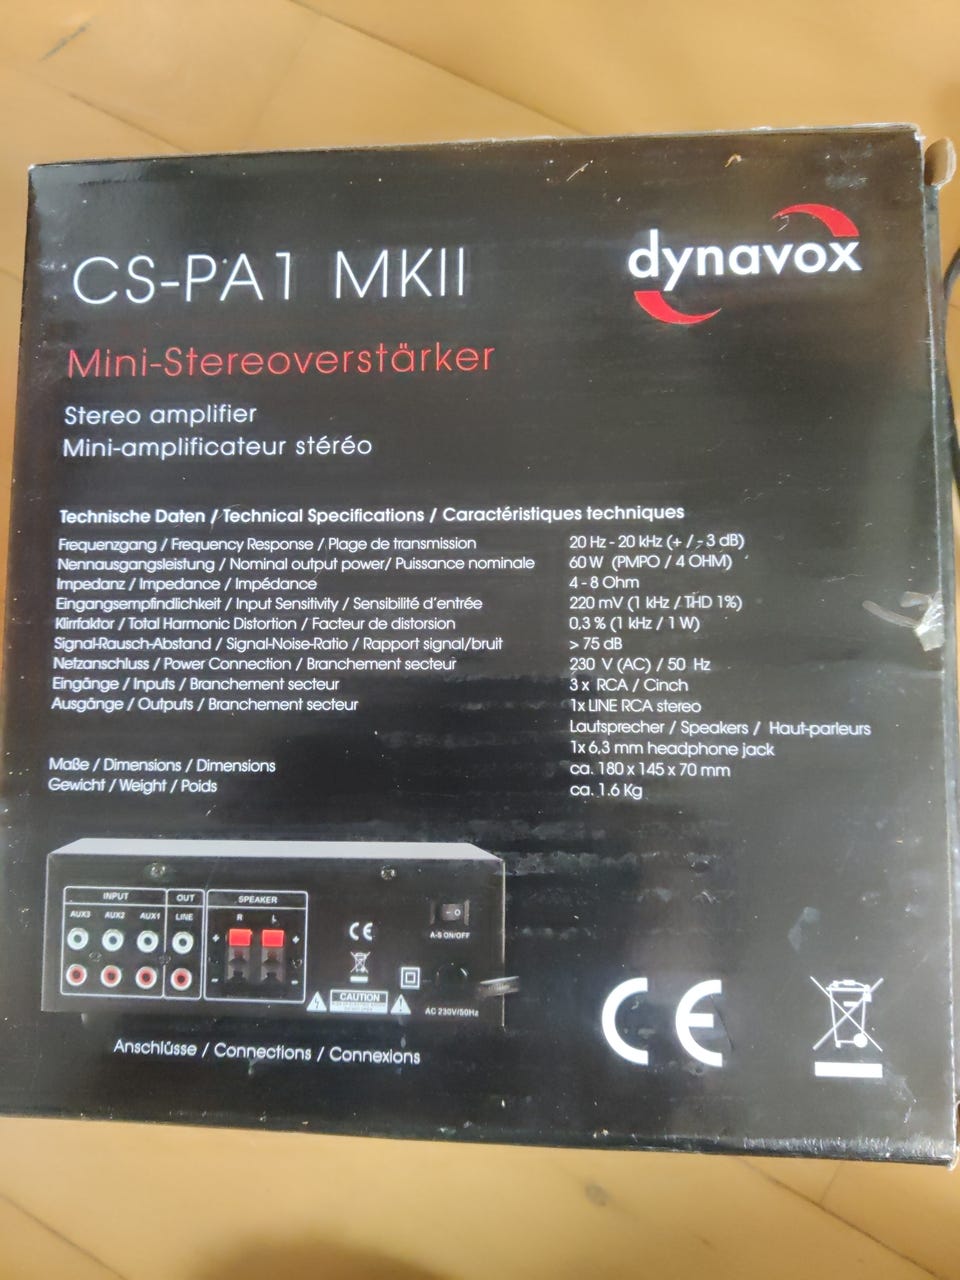 CS-PA1 MKII
dynavox
Mini-Stereoverstärker
Stereo amplifier
Mini-amplificateur stéréo
Technische Daten / Technical Specifications / Caractéristiques techniques
Frequenzgang / Frequency Response / Plage de transmission 20 Hz - 20 kHz (+ / - 3 dB)
Nennausgangsleistung / Nominal output power/ Puissance nominale 60 W (PMPO / 4 OHM)
Impedanz / Impedance / Impédance 4 - 8 Ohm
Eingangsempfindlichkeit / Input Sensitivity / Sensibilité d'entrée 220 mV (1 kHz / THD 1%)
Klirrfaktor / Total Harmonic Distortion / Facteur de distorsion 0,3 % (1 kHz / 1 W)
Signal-Rausch-Abstand / Signal-Noise-Ratio / Rapport signal/bruit > 75 dB
Netzanschluss / Power Connection / Branchement secteur 230 V (AC) / 50 Hz
Eingänge / Inputs / Branchement secteur 3 x RCA / Cinch
Ausgänge / Outputs / Branchement secteur 1x LINE RCA stereo
Lautsprecher / Speakers / Haut-parleurs
1x 6,3 mm headphone jack
Maße / Dimensions / Dimensions ca. 180 x 145 x 70 mm
Gewicht / Weight / Poids ca. 1.6 Kg
INPUT OUT SPEAKER
AUX3 AUX2 AUX1 LINE R L
+ +
- -
- O
A-S ON/OFF
CE
CAUTION
AC 230V/50Hz
Anschlüsse / Connections / Connexions
CE